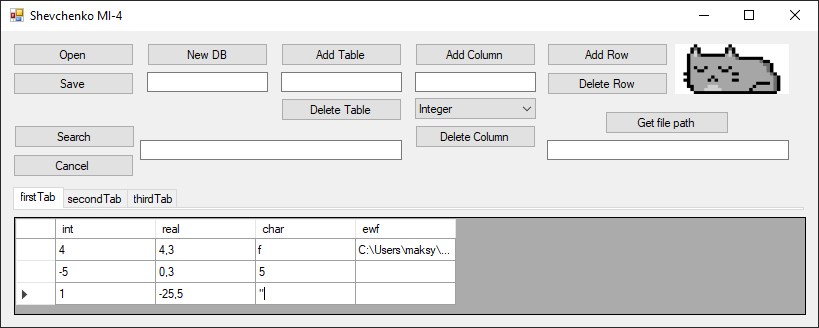 Shevchenko MI-4
Open New DB Add Table Add Column Add Row
Save Delete Row
Delete Table Integer
Get file path
Search Delete Column
Cancel
firstTab secondTab thirdTab
int real char ewf
4 4,3 f C:\Users\maksy\...
-5 0,3 5
1 -25,5 "